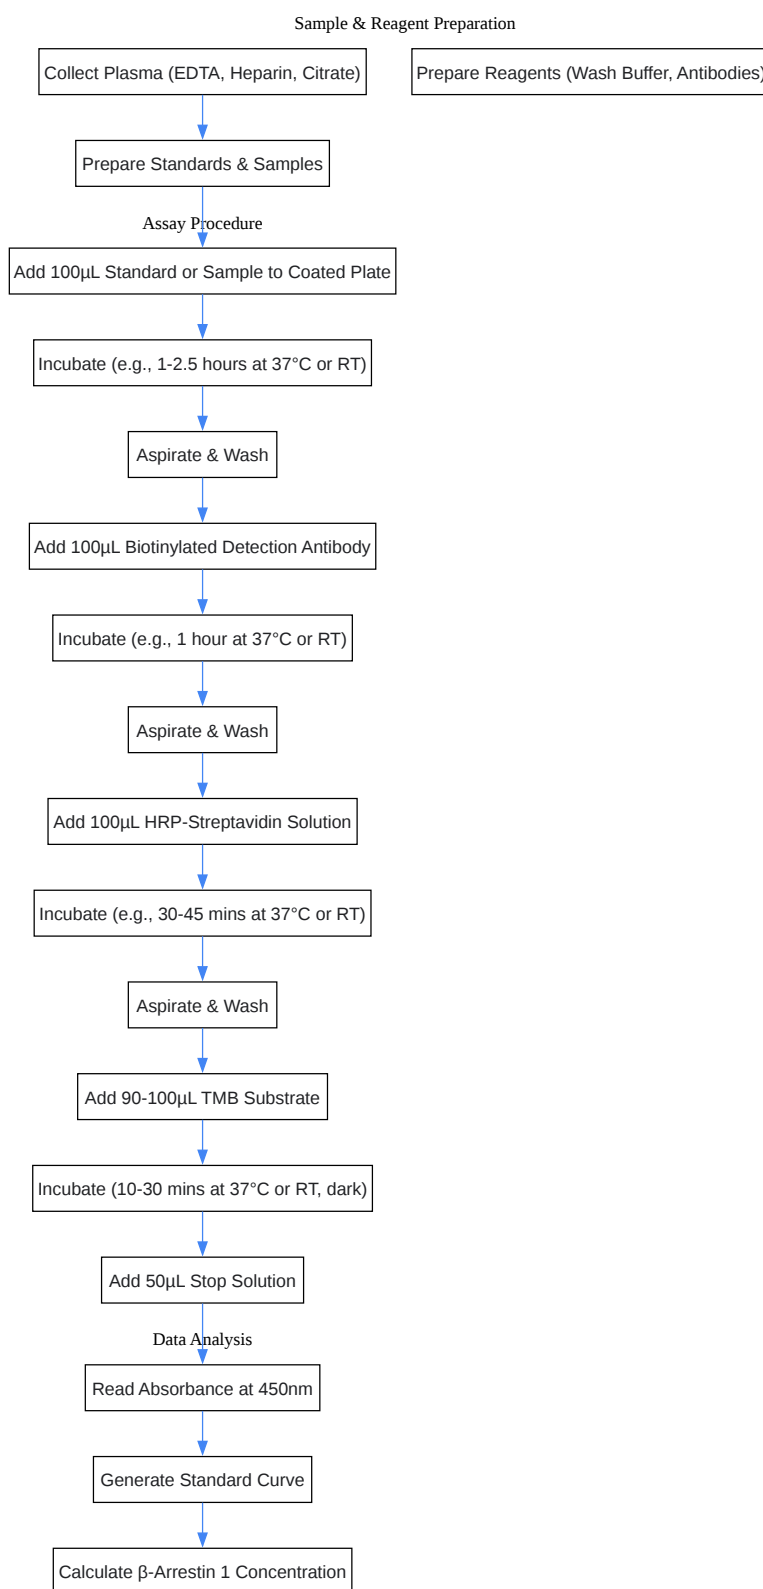 Sample & Reagent Preparation
Collect Plasma (EDTA, Heparin, Citrate)
Prepare Reagents (Wash Buffer, Antibodies)
Prepare Standards & Samples
Assay Procedure
Add 100µL Standard or Sample to Coated Plate
Incubate (e.g., 1-2.5 hours at 37°C or RT)
Aspirate & Wash
Add 100µL Biotinylated Detection Antibody
Incubate (e.g., 1 hour at 37°C or RT)
Aspirate & Wash
Add 100µL HRP-Streptavidin Solution
Incubate (e.g., 30-45 mins at 37°C or RT)
Aspirate & Wash
Add 90-100µL TMB Substrate
Incubate (10-30 mins at 37°C or RT, dark)
Add 50µL Stop Solution
Data Analysis
Read Absorbance at 450nm
Generate Standard Curve
Calculate β-Arrestin 1 Concentration